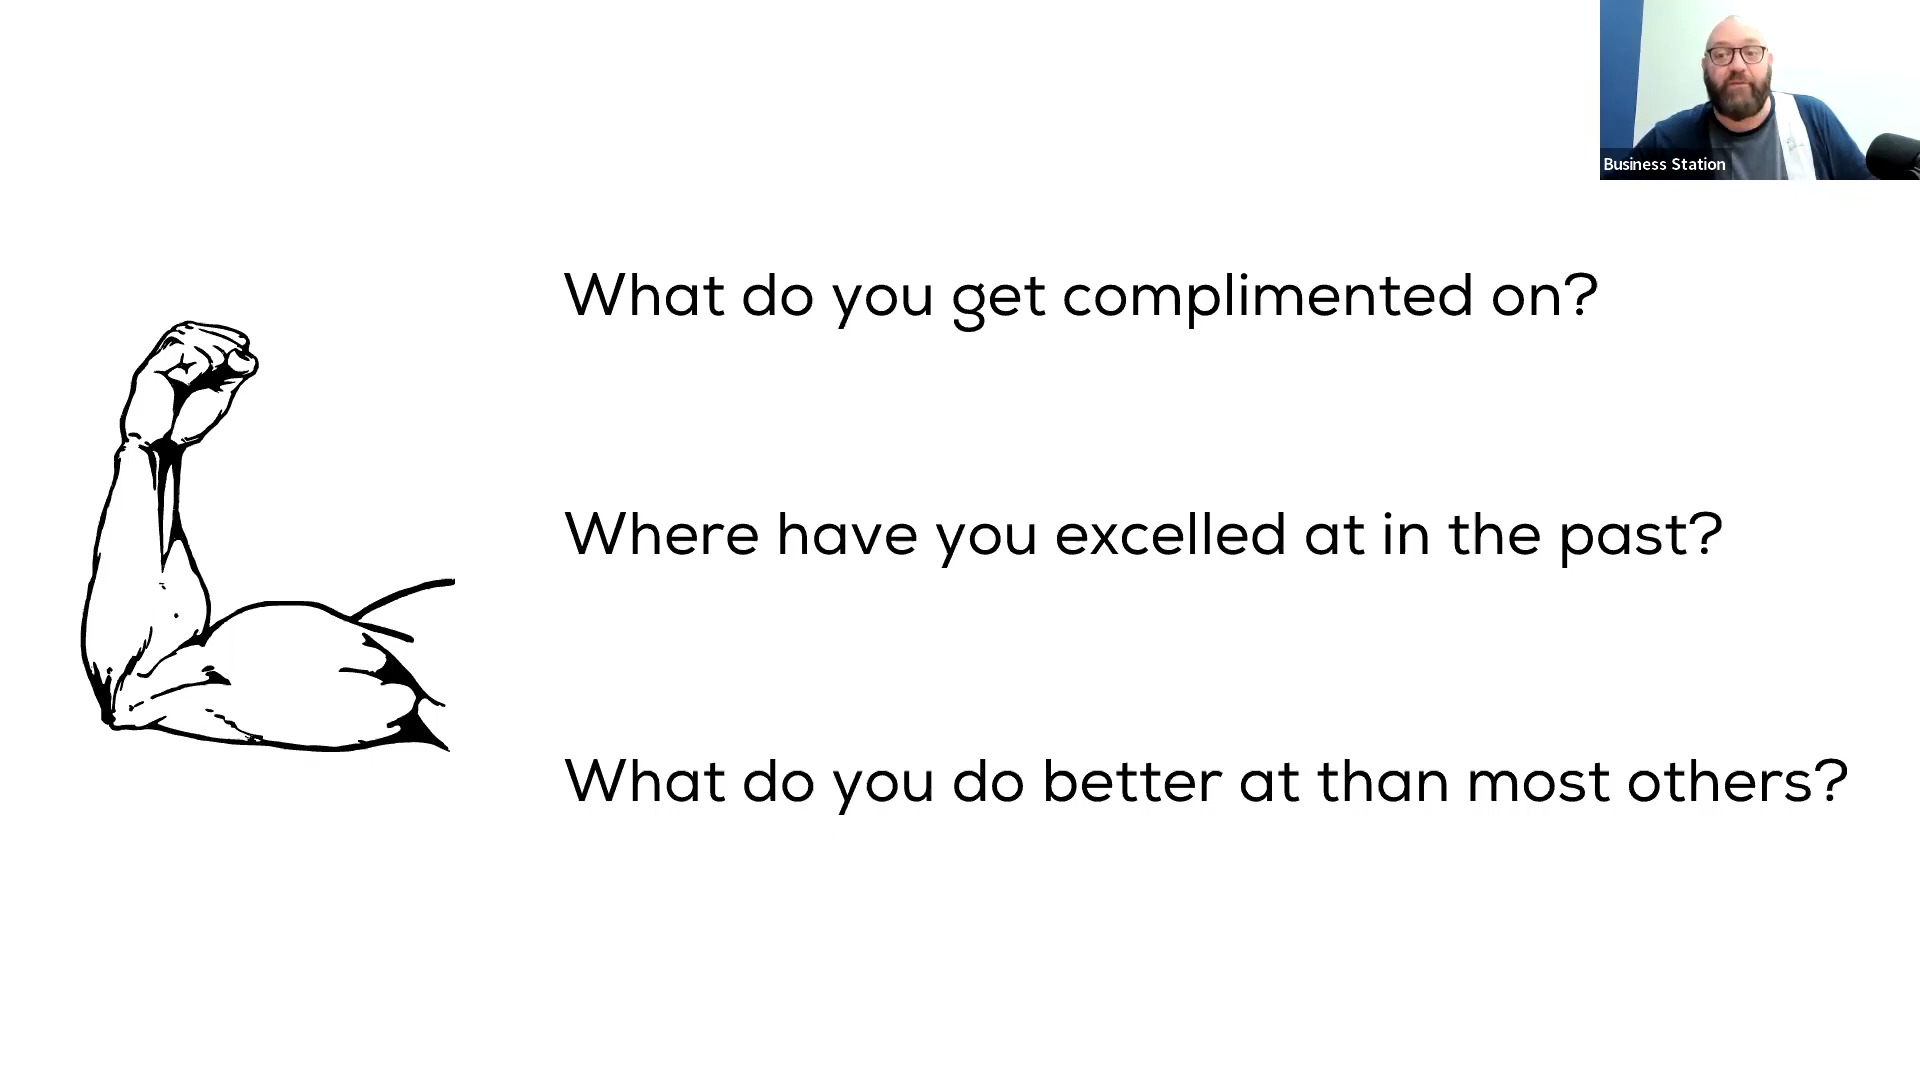 Business Station
What do you get complimented on?
Where have you excelled at in the past?
What do you do better at than most others?